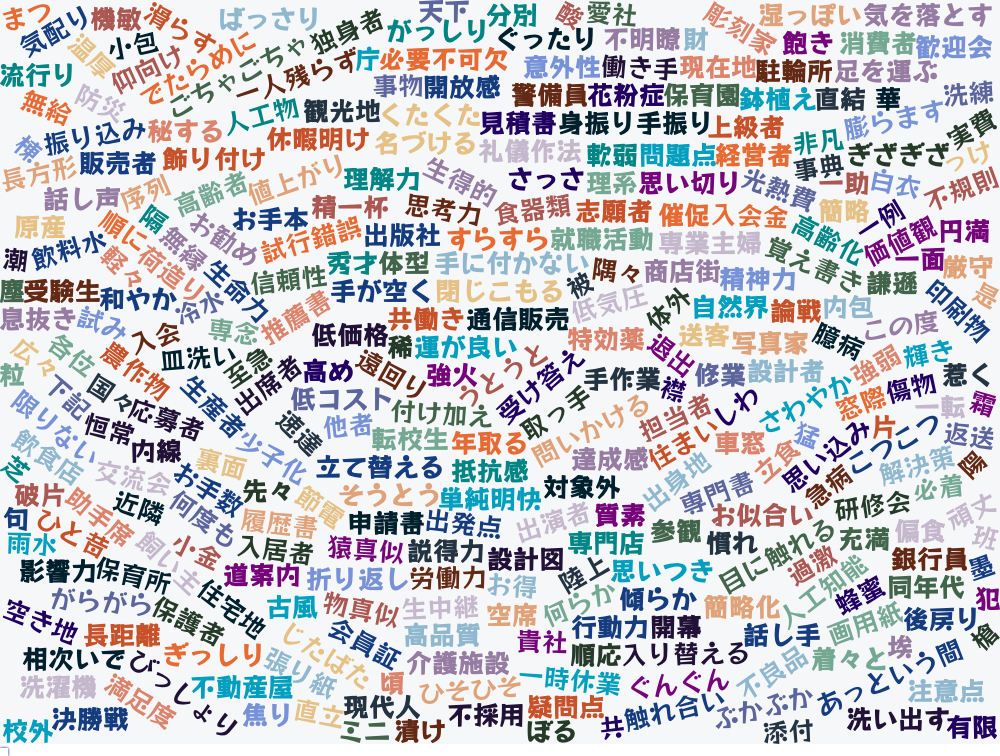 まつ
機敏
滑らす
ばっさり
天下
分別
酸
愛社
彫刻家
湿っぽい
気を落とす
気配り
温厚
小包
でたらめに
ごちゃごちゃ
独身者
がっしり
ぐったり
不明瞭
財
飽き
消費者
歓迎会
流行り
仰向け
一人残らず
庁
必要不可欠
意外性
働き手
現在地
駐輪所
足を運ぶ
無給
防災
人工物
観光地
事物
開放感
くたくた
警備員
花粉症
保育園
鉢植え
直結
華
洗練
俺
振り込み
秘する
休暇明け
名づける
見積書
身振り手振り
上級者
非凡
膨らます
実費
長方形
販売者
飾り付け
値上がり
理解力
生得的
礼儀作法
軟弱
問題点
経営者
事典
ぎざぎざ
つけ
話し声
序列
高齢者
精一杯
思考力
さっさ
理系
思い切り
光熱費
一助
白衣
不規則
原産
順に
隔
お勧め
お手本
試行錯誤
出版社
食器類
志願者
催促
入会金
簡略
高齢化
一例
価値観
円満
潮
飲料水
軽々
荷造り
無縁
生命力
信頼性
秀才
体型
すらすら
就職活動
専業主婦
覚え書き
一面
厳守
塵
受験生
和やか
冷水
推薦書
手が空く
手に付かない
閉じこもる
被
隅々
商店街
精神力
謙遜
印刷物
是
息抜き
試み
入会
専念
低価格
共働き
通信販売
低気圧
体外
自然界
論戦
内包
この度
広々
各位
農作物
皿洗い
至急
稀
運が良い
特効薬
退出
送客
写真家
臆病
強弱
輝き
粒
下記
国々
応募者
生産者
出席者
高め
遠回り
強火
うとうと
受け答え
手作業
襟
修業
設計者
さわやか
窓際
傷物
惹く
限りない
恒常
内線
少子化
低コスト
速達
他者
付け加え
取っ手
問いかける
担当者
しわ
一転
霜
飲食店
交流会
お手数
裏面
転校生
年取る
達成感
住まい
車窓
猛
思い込み
片
こつこつ
返送
芝
破片
助手席
近隣
何度も
先々
節電
立て替える
抵抗感
出身地
専門書
立食
急病
解決策
陽
句
ひと昔
飼い主
小金
履歴書
そうとう
単純明快
対象外
出演者
質素
参観
お似合い
研修会
必着
頑丈
雨水
影響力
保育所
住宅地
入居者
申請書
出発点
猿真似
説得力
設計図
専門店
慣れ
目に触れる
充満
偏食
班
がらがら
保護者
道案内
折り返し
労働力
お得
陸上
思いつき
過激
人工知能
銀行員
墨
空き地
長距離
古風
物真似
生中継
空席
何らか
傾らか
簡略化
蜂蜜
同年代
犯
相次いで
ぎっしり
じたばた
会員証
高品質
貴社
行動力
開幕
話し手
画用紙
後戻り
槍
洗濯機
満足度
びっしょり
不動産屋
張り紙
介護施設
順応
入り替える
不良品
着々と
埃
あっという間
校外
決勝戦
焦り
直立
頃
現代人
ひそひそ
一時休業
ぐんぐん
ぶかぶか
注意点
ミニ
漬け
不採用
疑問点
ぼる
共
触れ合い
添付
洗い出す
有限